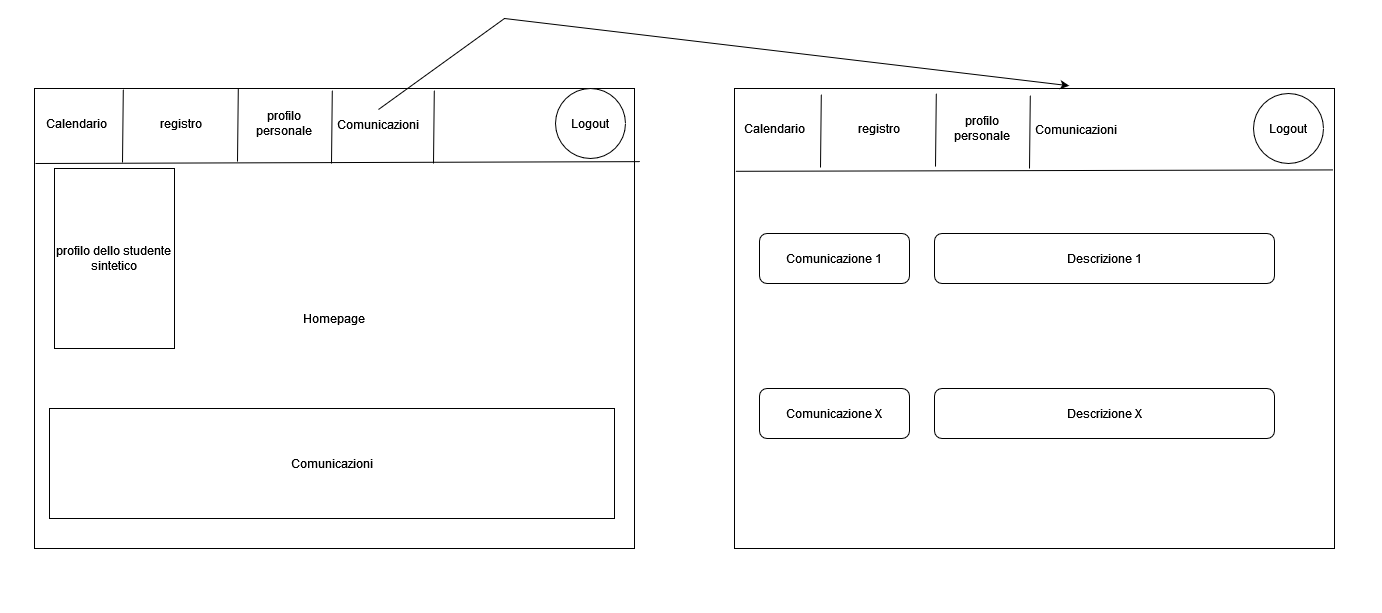 Calendario
registro
profilo
personale
Comunicazioni
Logout
profilo dello studente
sintetico
Homepage
Comunicazioni
Calendario
registro
profilo
personale
Comunicazioni
Logout
Comunicazione 1
Descrizione 1
Comunicazione X
Descrizione X